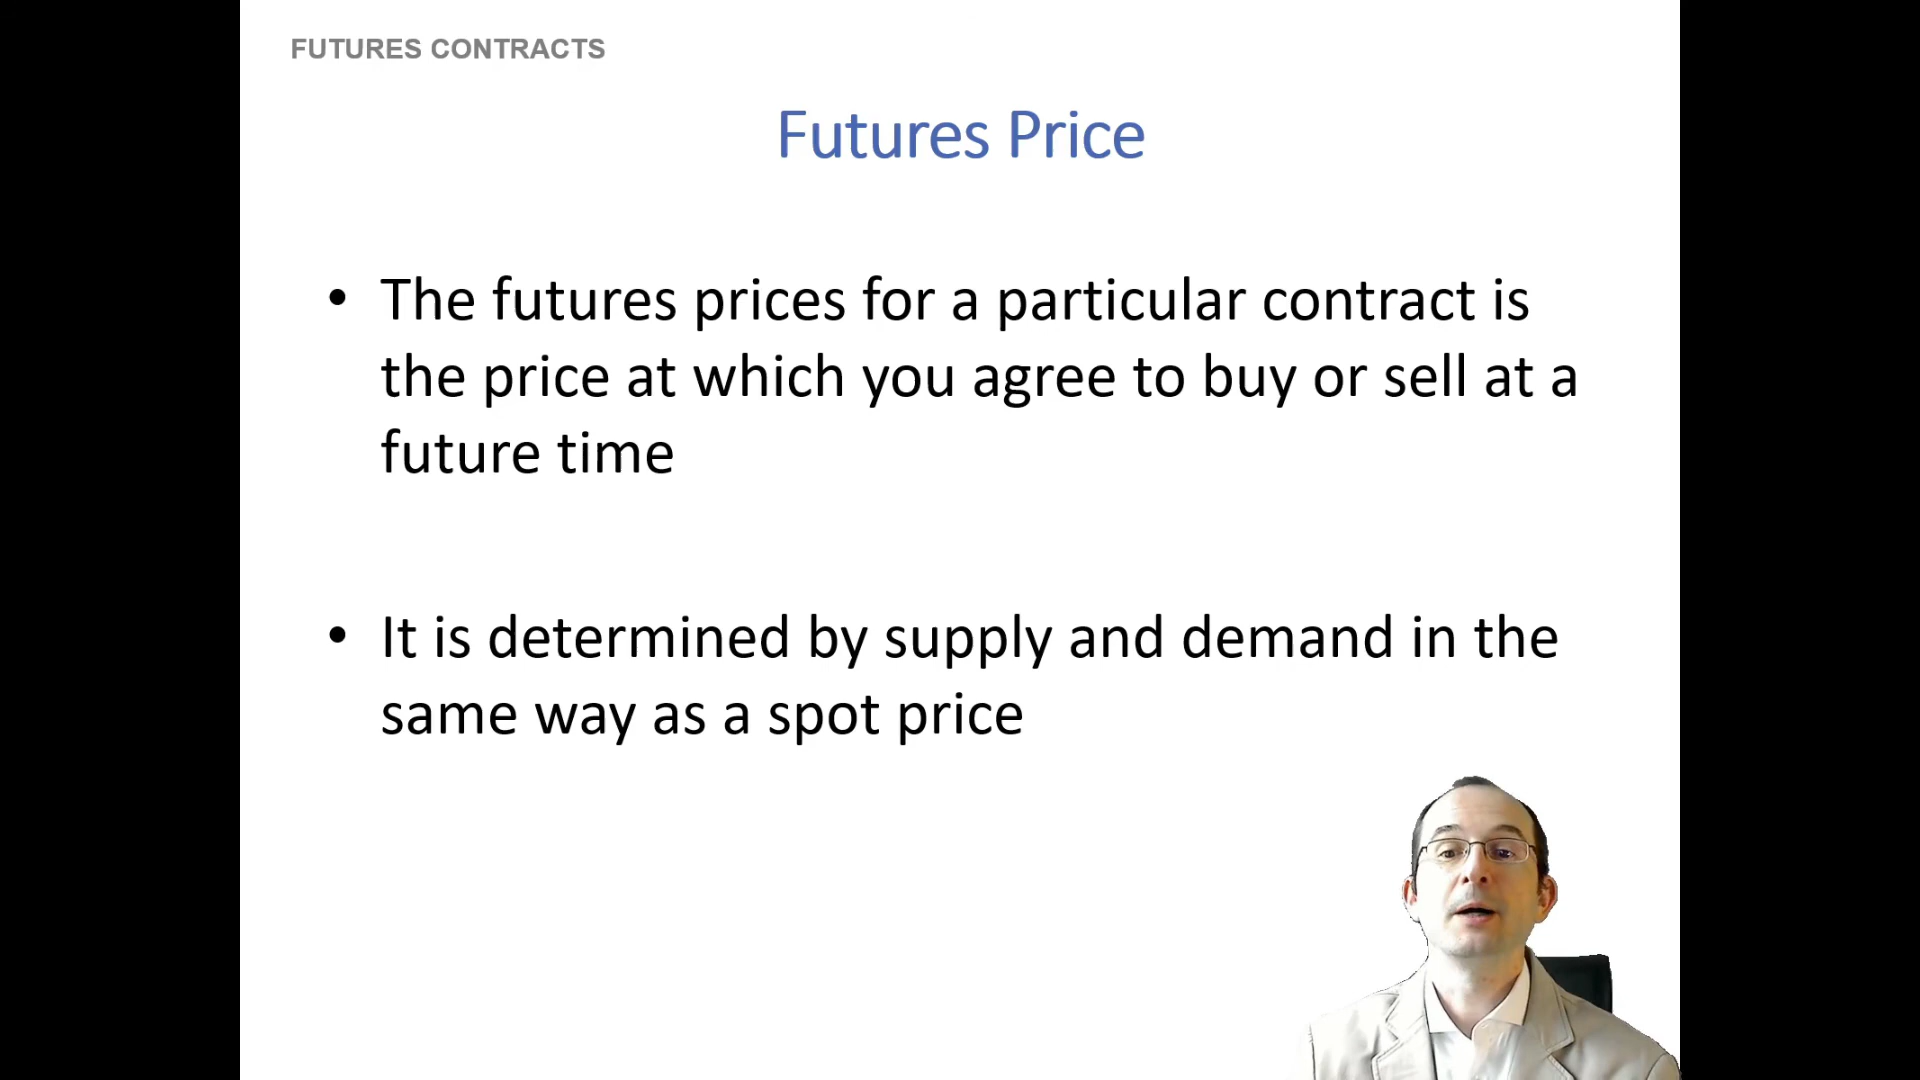 FUTURES CONTRACTS
Futures Price
• The futures prices for a particular contract is
the price at which you agree to buy or sell at a
future time
• It is determined by supply and demand in the
same way as a spot price